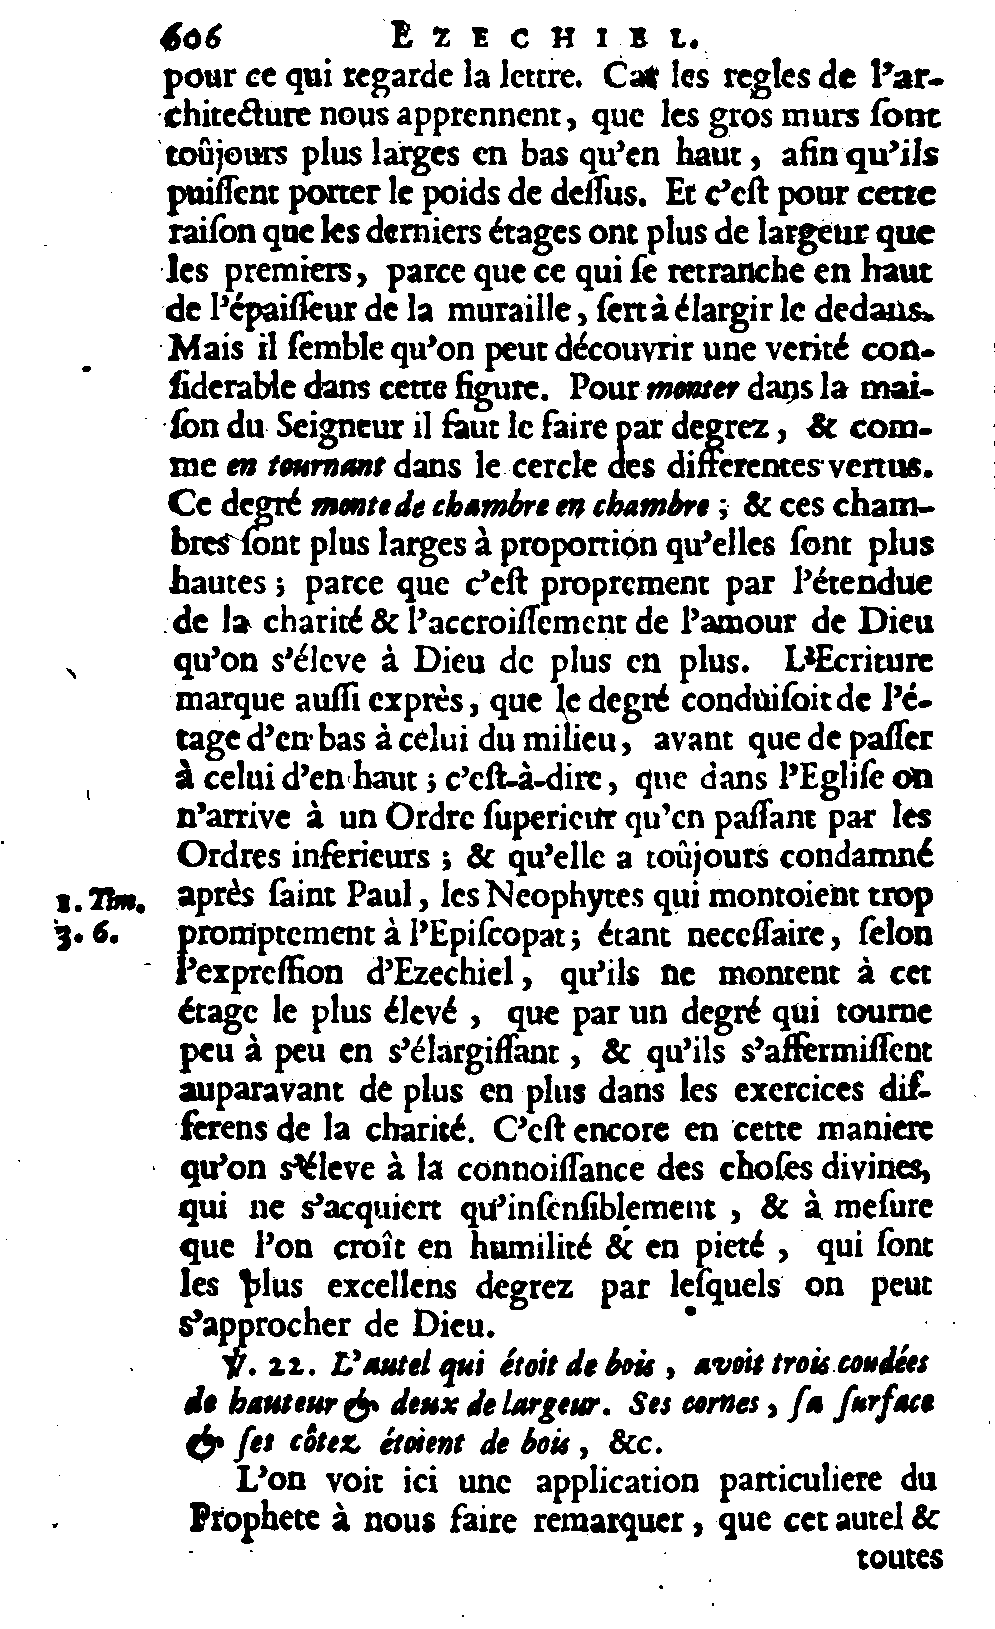 606 EZECHIEL.
pour ce qui regarde la lettre. Car les regles de l'ar-
chitecture nous apprennent, que les gros murs ſont
toûjours plus larges en bas qu'en haut, afin qu'ils
puiſſent porter le poids de deſſus. Et c'eſt pour cette
raiſon que les derniers étages ont plus de largeur que
les premiers, parce que ce qui ſe retranche en haut
de l'épaiſſeur de la muraille, ſert à élargir le dedans.
Mais il ſemble qu'on peut découvrir une verité con-
ſiderable dans cette figure. Pour monter dans la mai-
ſon du Seigneur il faut le faire par degrez, & com-
me en tournant dans le cercle des differentes vertus.
Ce degré monte de chambre en chambre; & ces cham-
bres ſont plus larges à proportion qu'elles ſont plus
hautes; parce que c'eſt proprement par l'étendue
de la charité & l'accroiſſement de l'amour de Dieu
qu'on s'éleve à Dieu de plus en plus. L'Ecriture
marque auſſi exprès, que le degré conduiſoit de l'é-
tage d'en bas à celui du milieu, avant que de paſſer
à celui d'en haut; c'eſt-à-dire, que dans l'Egliſe on
n'arrive à un Ordre ſuperieur qu'en paſſant par les
Ordres inferieurs; & qu'elle a toûjours condamné
après ſaint Paul, les Neophytes qui montoient trop
1. Tim.
3. 6.
promptement à l'Epiſcopat; étant neceſſaire, ſelon
l'expreſſion d'Ezechiel, qu'ils ne montent à cet
étage le plus élevé, que par un degré qui tourne
peu à peu en s'élargiſſant, & qu'ils s'affermiſſent
auparavant de plus en plus dans les exercices dif-
ferens de la charité. C'eſt encore en cette maniere
qu'on s'éleve à la connoiſſance des choſes divines,
qui ne s'acquiert qu'inſenſiblement, & à meſure
que l'on croît en humilité & en pieté, qui ſont
les plus excellens degrez par leſquels on peut
s'approcher de Dieu.
℣. 22. L'autel qui étoit de bois, avoit trois coudées
de hauteur & deux de largeur. Ses cornes, ſa ſurface
& ſes côtez étoient de bois, &c.
L'on voit ici une application particuliere du
Prophete à nous faire remarquer, que cet autel &
toutes